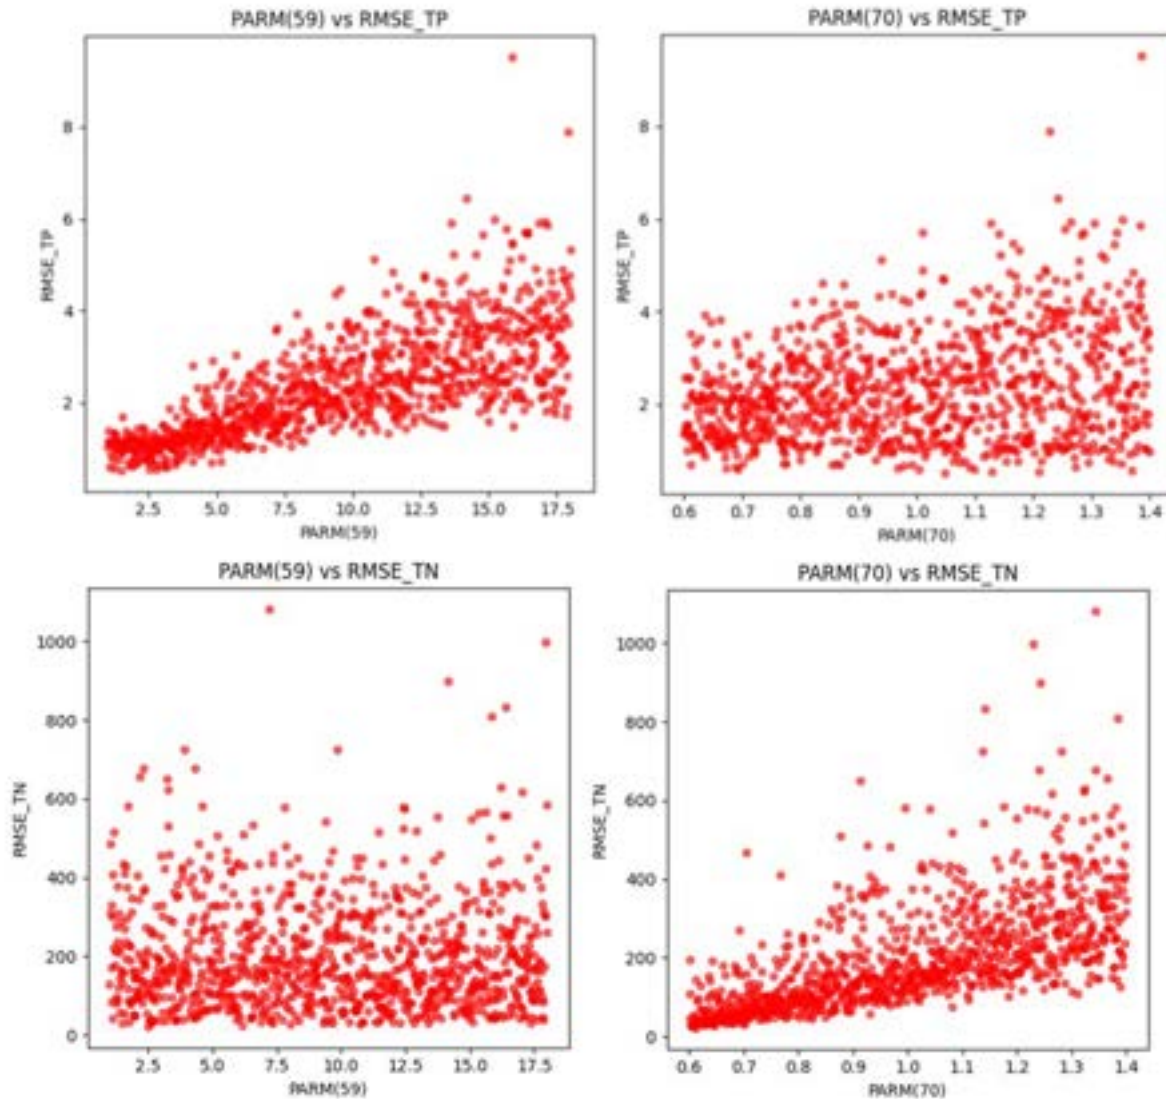 PARM(59) vs RMSE_TP
RMSE_TP
8
6
4
2
2.5 5.0 7.5 10.0 12.5 15.0 17.5
PARM(59)
PARM(70) vs RMSE_TP
RMSE_TP
8
6
4
2
0.6 0.7 0.8 0.9 1.0 1.1 1.2 1.3 1.4
PARM(70)
PARM(59) vs RMSE_TN
RMSE_TN
1000
800
600
400
200
0
2.5 5.0 7.5 10.0 12.5 15.0 17.5
PARM(59)
PARM(70) vs RMSE_TN
RMSE_TN
1000
800
600
400
200
0
0.6 0.7 0.8 0.9 1.0 1.1 1.2 1.3 1.4
PARM(70)